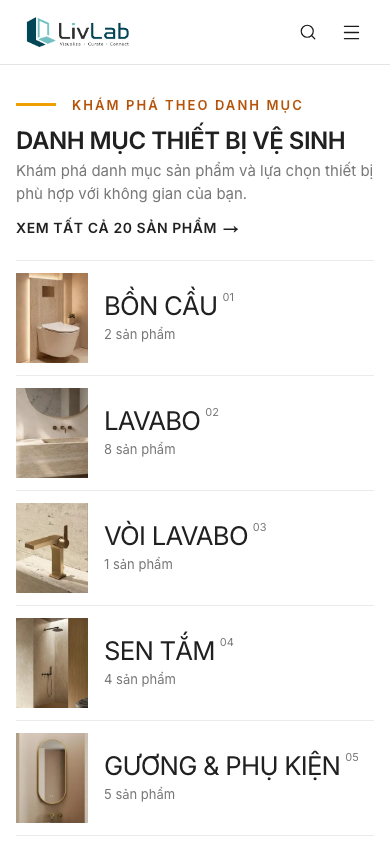 LivLab
Visualize · Curate · Connect
KHÁM PHÁ THEO DANH MỤC
DANH MỤC THIẾT BỊ VỆ SINH
Khám phá danh mục sản phẩm và lựa chọn thiết bị
phù hợp với không gian của bạn.
XEM TẤT CẢ 20 SẢN PHẨM →
BỒN CẦU 01
2 sản phẩm
LAVABO 02
8 sản phẩm
VÒI LAVABO 03
1 sản phẩm
SEN TẮM 04
4 sản phẩm
GƯƠNG & PHỤ KIỆN 05
5 sản phẩm